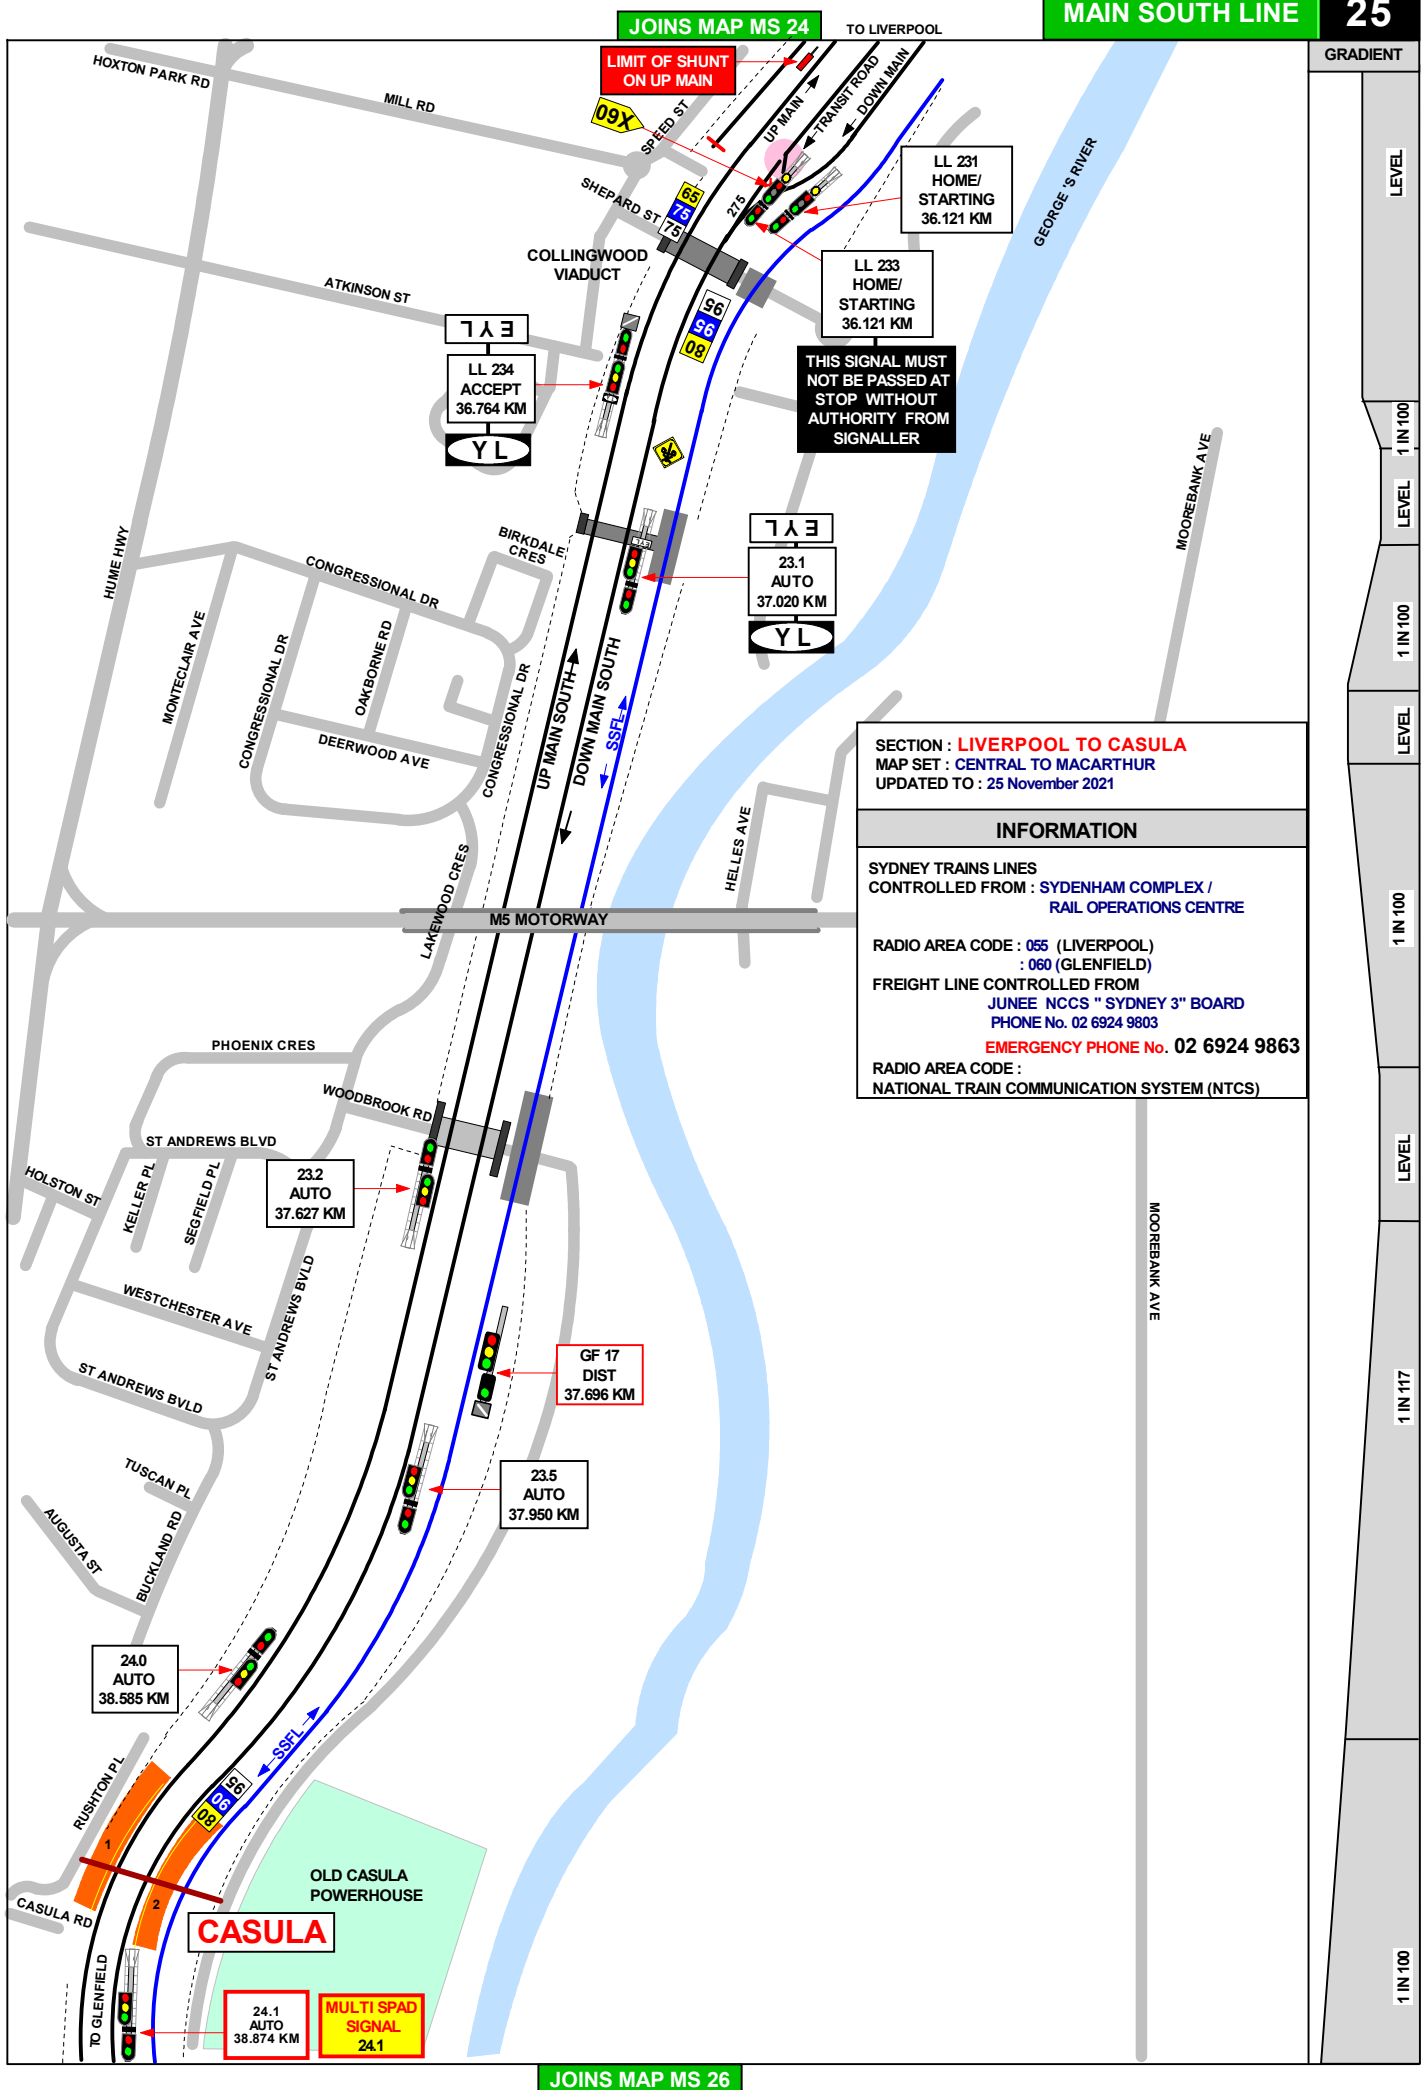 JOINS MAP MS 24
TO LIVERPOOL
MAIN SOUTH LINE
25
GRADIENT
HOXTON PARK RD
MILL RD
SPEED ST
LIMIT OF SHUNT
ON UP MAIN
X60
UP MAIN
TRANSIT ROAD
DOWN MAIN
LEVEL
SHEPARD ST
65
75
75
275
LL 231
HOME/
STARTING
36.121 KM
GEORGE 'S RIVER
COLLINGWOOD
VIADUCT
LL 233
HOME/
STARTING
36.121 KM
ATKINSON ST
95
95
80
EYL
LL 234
ACCEPT
36.764 KM
YL
THIS SIGNAL MUST
NOT BE PASSED AT
STOP WITHOUT
AUTHORITY FROM
SIGNALLER
1 IN 100
MOOREBANK AVE
LEVEL
HUME HWY
BIRKDALE
CRES
EYL
EYL
23.1
AUTO
37.020 KM
YL
CONGRESSIONAL DR
MONTECLAIR AVE
CONGRESSIONAL DR
OAKBORNE RD
DEERWOOD AVE
CONGRESSIONAL DR
UP MAIN SOUTH
DOWN MAIN SOUTH
SSFL
1 IN 100
LEVEL
SECTION : LIVERPOOL TO CASULA
MAP SET : CENTRAL TO MACARTHUR
UPDATED TO : 25 November 2021
INFORMATION
SYDNEY TRAINS LINES
CONTROLLED FROM : SYDENHAM COMPLEX /
RAIL OPERATIONS CENTRE
RADIO AREA CODE : 055 (LIVERPOOL)
: 060 (GLENFIELD)
FREIGHT LINE CONTROLLED FROM
JUNEE NCCS " SYDNEY 3" BOARD
PHONE No. 02 6924 9803
EMERGENCY PHONE No. 02 6924 9863
RADIO AREA CODE :
NATIONAL TRAIN COMMUNICATION SYSTEM (NTCS)
HELLES AVE
LAKEWOOD CRES
M5 MOTORWAY
1 IN 100
PHOENIX CRES
WOODBROOK RD
ST ANDREWS BLVD
HOLSTON ST
KELLER PL
SEGFIELD PL
23.2
AUTO
37.627 KM
LEVEL
MOOREBANK AVE
ST ANDREWS BVLD
WESTCHESTER AVE
ST ANDREWS BVLD
GF 17
DIST
37.696 KM
1 IN 117
TUSCAN PL
AUGUSTA ST
BUCKLAND RD
23.5
AUTO
37.950 KM
24.0
AUTO
38.585 KM
SSFL
RUSHTON PL
95
90
80
1
2
CASULA RD
OLD CASULA
POWERHOUSE
CASULA
TO GLENFIELD
24.1
AUTO
38.874 KM
MULTI SPAD
SIGNAL
24.1
1 IN 100
JOINS MAP MS 26